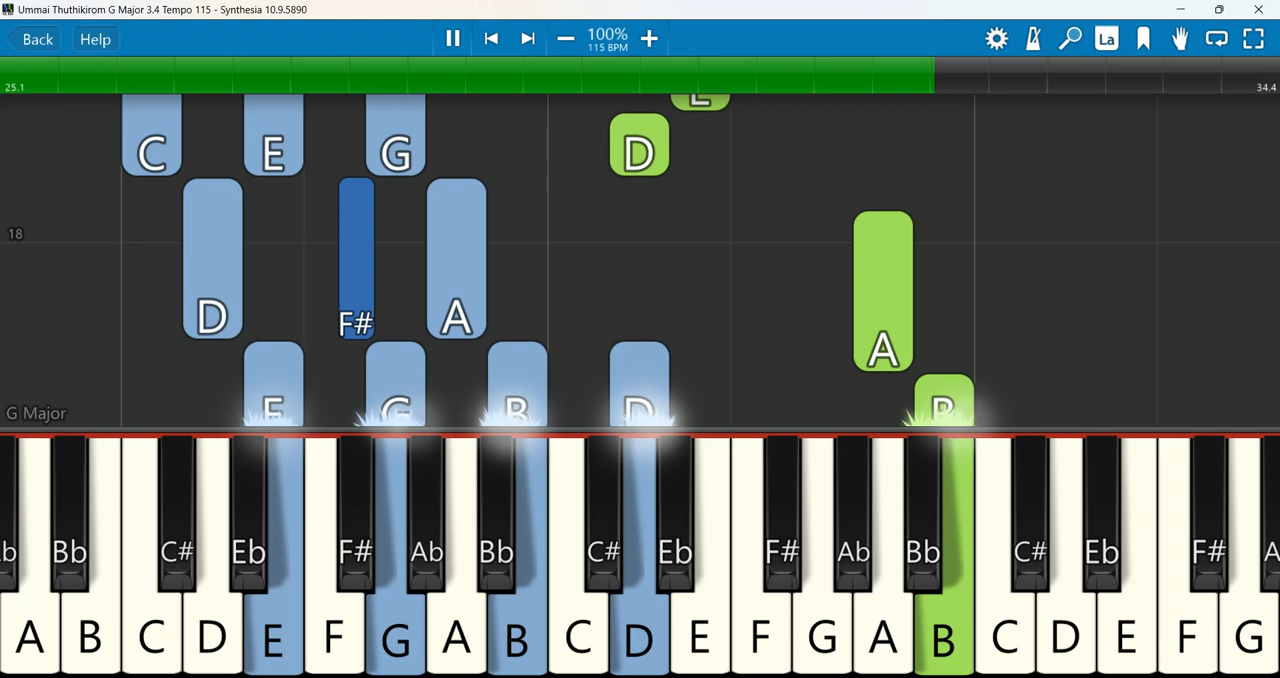 Ummai Thuthikirom G Major 3.4 Tempo 115 - Synthesia 10.9.5890
Back Help 100% La
115 BPM
25.1 34.4
E
C E G D
18
D F# A A
E G B D B
G Major
Ab Bb C# Eb F# Ab Bb C# Eb F# Ab Bb C# Eb F# A
A B C D E F G A B C D E F G A B C D E F G